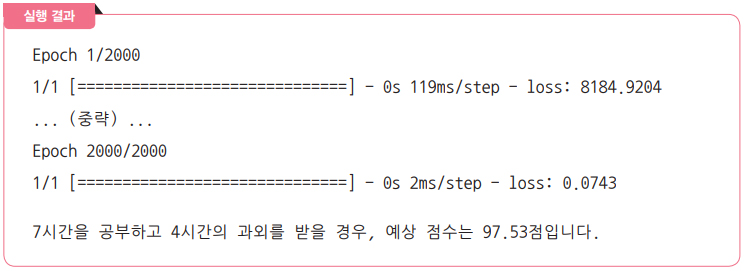 실행 결과
Epoch 1/2000
1/1 [==============================] - 0s 119ms/step - loss: 8184.9204
... (중략) ...
Epoch 2000/2000
1/1 [==============================] - 0s 2ms/step - loss: 0.0743
7시간을 공부하고 4시간의 과외를 받을 경우, 예상 점수는 97.53점입니다.